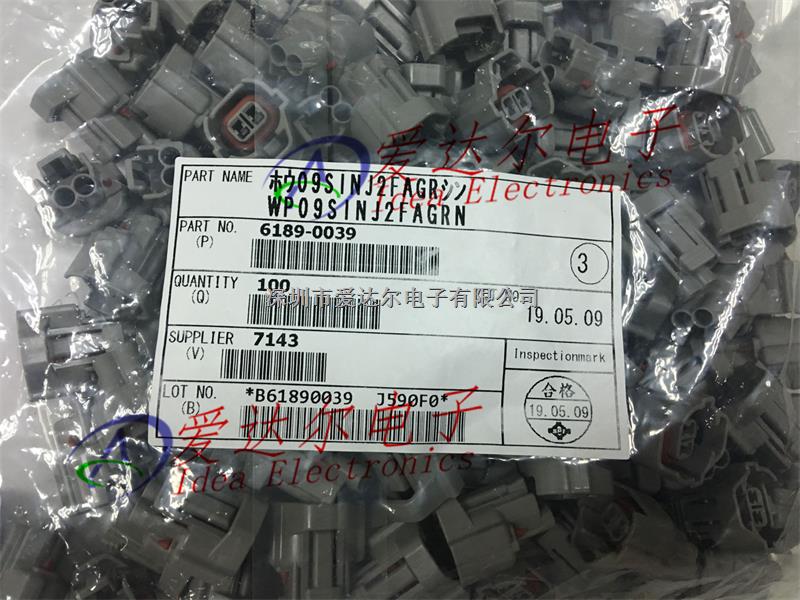 爱达尔电子
Idea Electronics
PART NAME ホウ09SINJ2FAGRシン
WP09SINJ2FAGRN
PART NO. 6189-0039
(P)
3
QUANTITY 100
(Q)
深圳市爱达尔电子有限公司
19.05.09
SUPPLIER 7143
(V)
Inspectionmark
LOT NO. *B61890039 J590F0*
(B)
合格
19.05.09
爱达尔电子
Idea Electronics